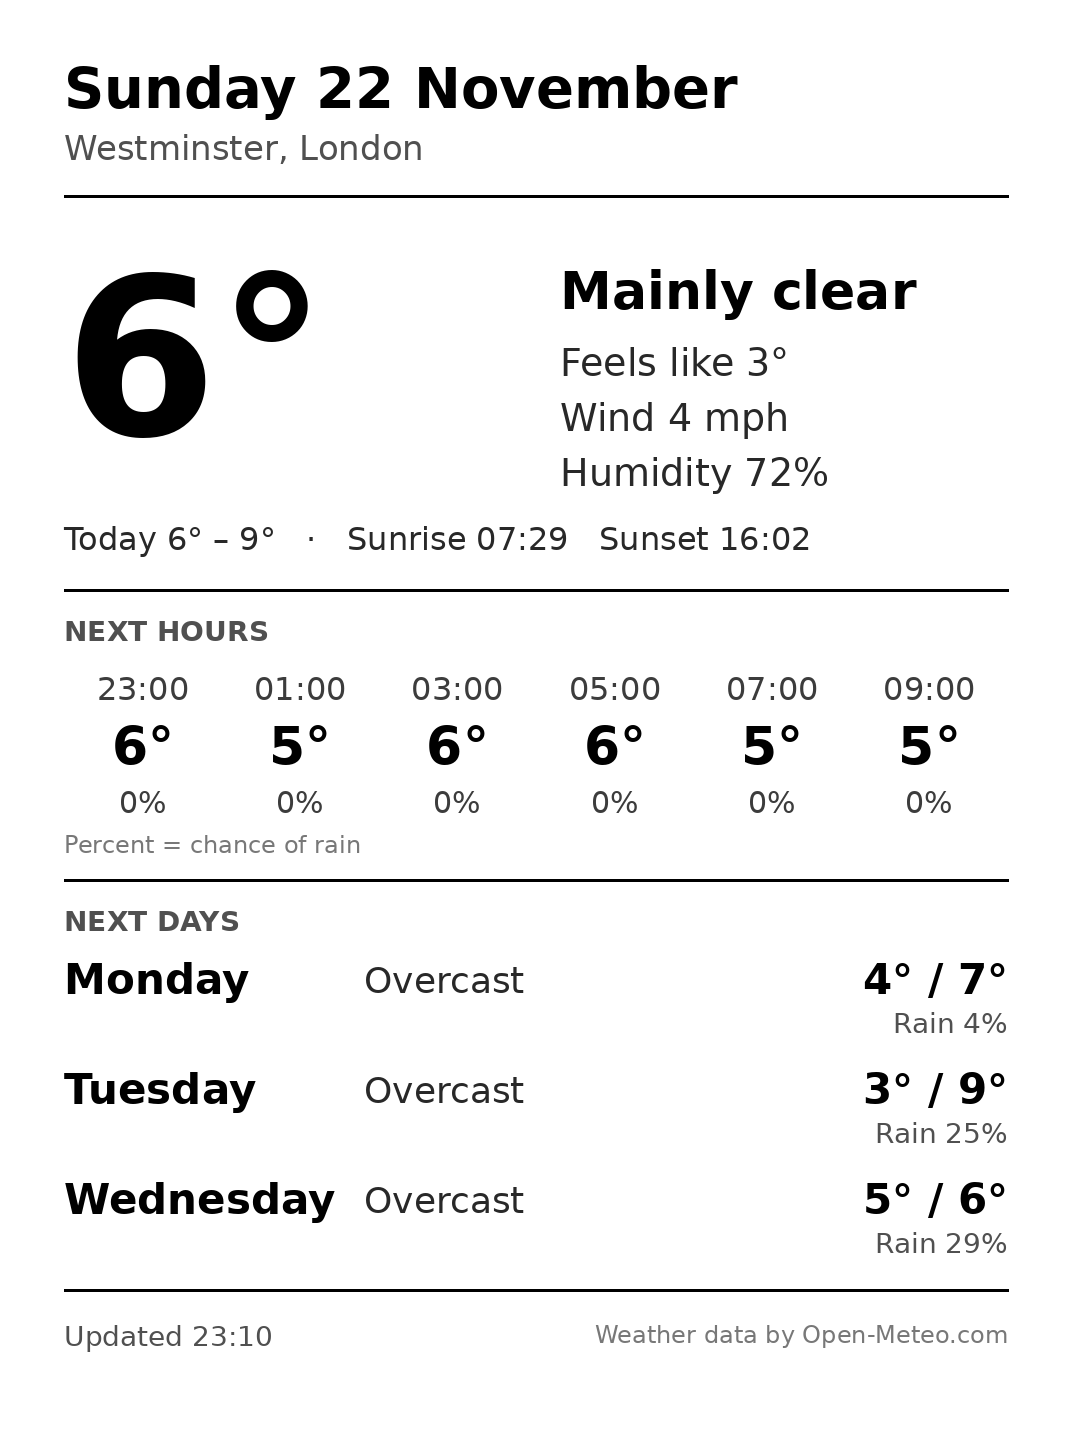 Sunday 22 November
Westminster, London
6°
Mainly clear
Feels like 3°
Wind 4 mph
Humidity 72%
Today 6° – 9° · Sunrise 07:29 Sunset 16:02
NEXT HOURS
23:00 01:00 03:00 05:00 07:00 09:00
6° 5° 6° 6° 5° 5°
0% 0% 0% 0% 0% 0%
Percent = chance of rain
NEXT DAYS
Monday Overcast 4° / 7°
Rain 4%
Tuesday Overcast 3° / 9°
Rain 25%
Wednesday Overcast 5° / 6°
Rain 29%
Updated 23:10 Weather data by Open-Meteo.com